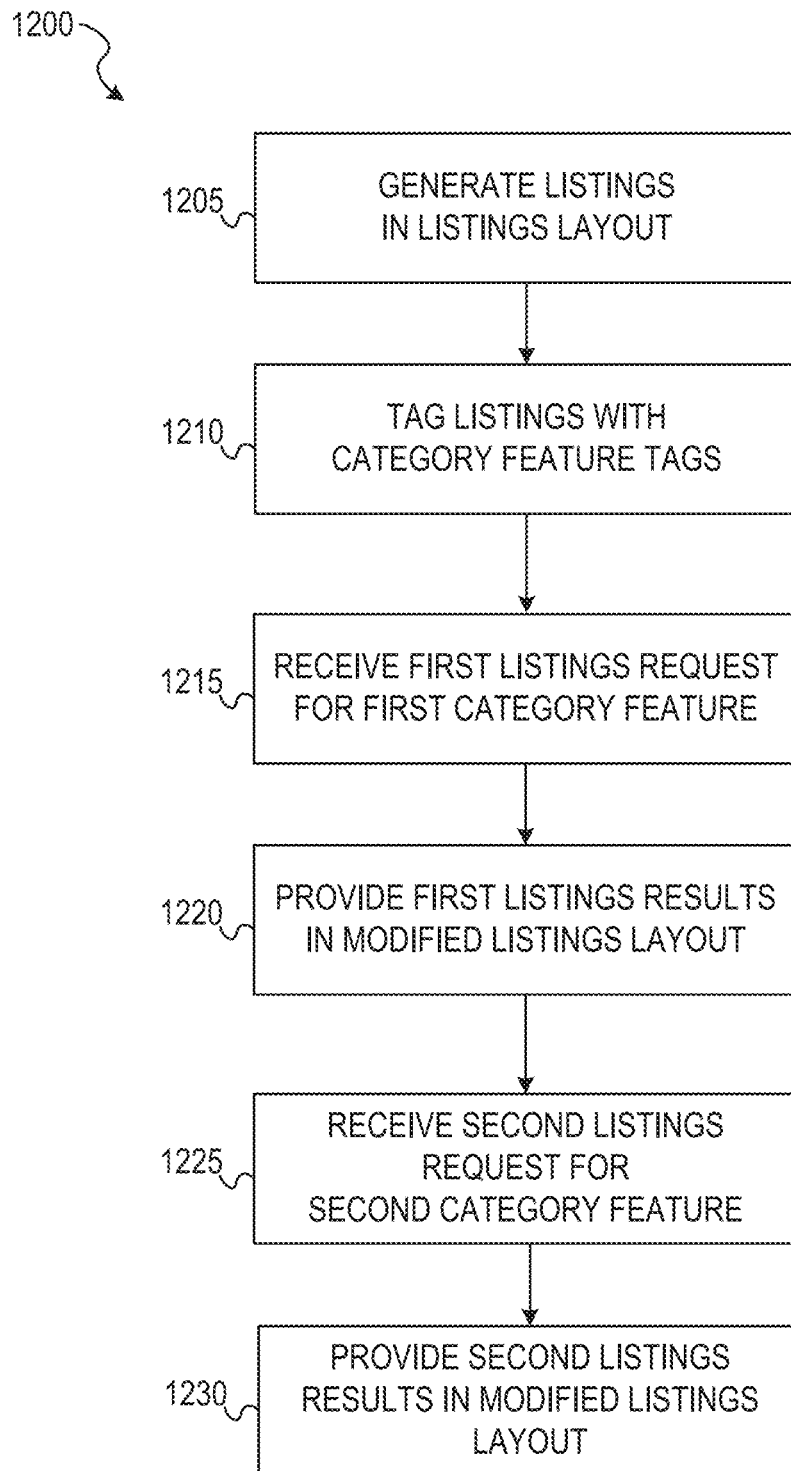 1200
1205
GENERATE LISTINGS
IN LISTINGS LAYOUT
1210
TAG LISTINGS WITH
CATEGORY FEATURE TAGS
1215
RECEIVE FIRST LISTINGS REQUEST
FOR FIRST CATEGORY FEATURE
1220
PROVIDE FIRST LISTINGS RESULTS
IN MODIFIED LISTINGS LAYOUT
1225
RECEIVE SECOND LISTINGS
REQUEST FOR
SECOND CATEGORY FEATURE
1230
PROVIDE SECOND LISTINGS
RESULTS IN MODIFIED LISTINGS
LAYOUT